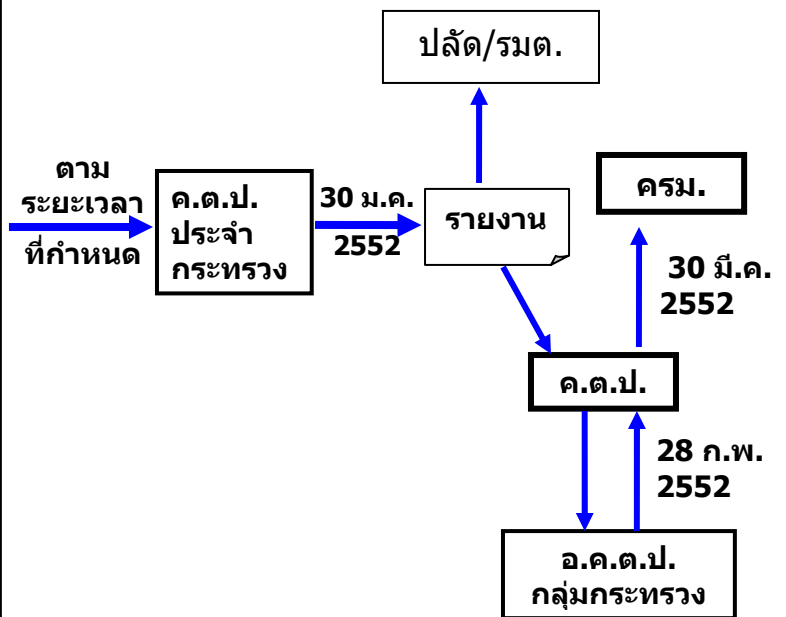 ปลัด/รมต.
ตาม
ระยะเวลา
ที่กำหนด
ค.ต.ป.
ประจำ
กระทรวง
30 ม.ค.
2552
รายงาน
ครม.
30 มี.ค.
2552
ค.ต.ป.
28 ก.พ.
2552
อ.ค.ต.ป.
กลุ่มกระทรวง